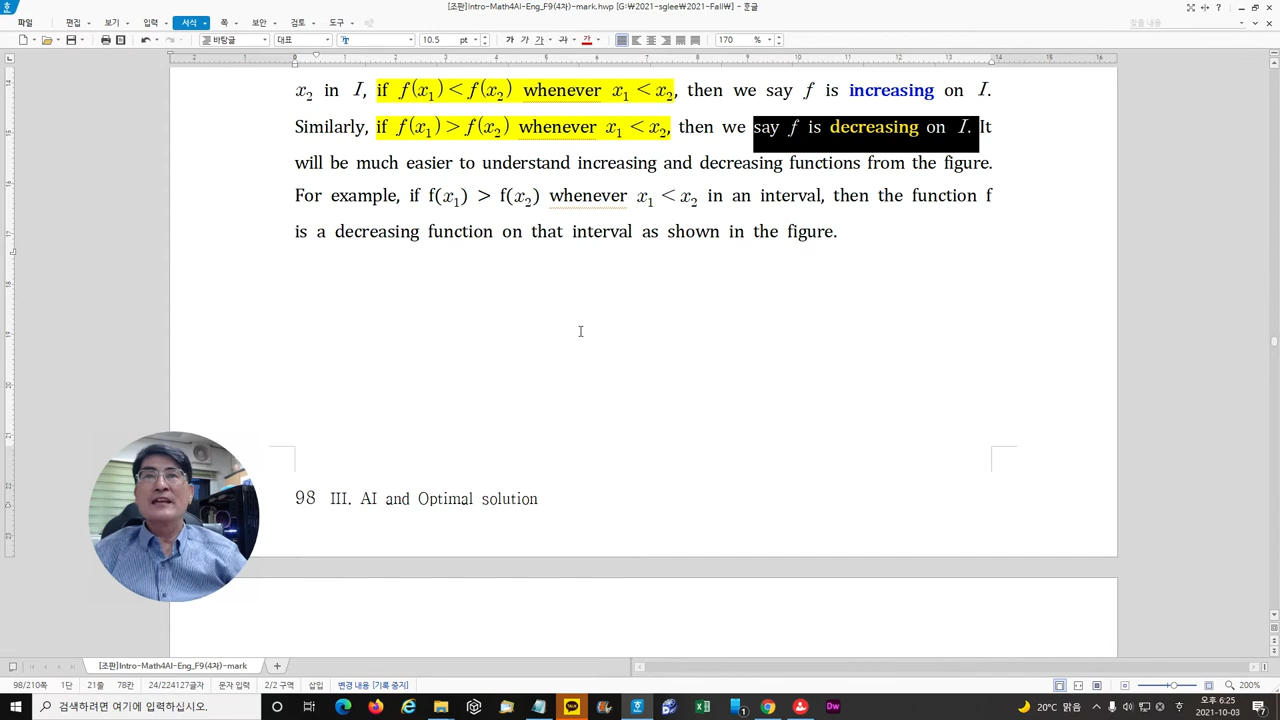 [조판]Intro-Math4AI-Eng_F9(4차)-mark.hwp [G:₩2021-sglee₩2021-Fall₩] - 훈글
파일 편집 보기 입력 서식 쪽 보안 검토 도구
찾을 내용
바탕글 대표 10.5 pt 가 가 가 가 가 170 %
x₂ in I, if f(x₁) < f(x₂) whenever x₁ < x₂, then we say f is increasing on I.
Similarly, if f(x₁) > f(x₂) whenever x₁ < x₂, then we say f is decreasing on I. It
will be much easier to understand increasing and decreasing functions from the figure.
For example, if f(x₁) > f(x₂) whenever x₁ < x₂ in an interval, then the function f
is a decreasing function on that interval as shown in the figure.
98 III. AI and Optimal solution
[조판]Intro-Math4AI-Eng_F9(4차)-mark
98/210쪽 1단 21줄 78칸 24/224127글자 문자 입력 2/2 구역 삽입 변경 내용 [기록 중지] 200%
검색하려면 여기에 입력하십시오. 20°C 맑음 오후 6:25
2021-10-03